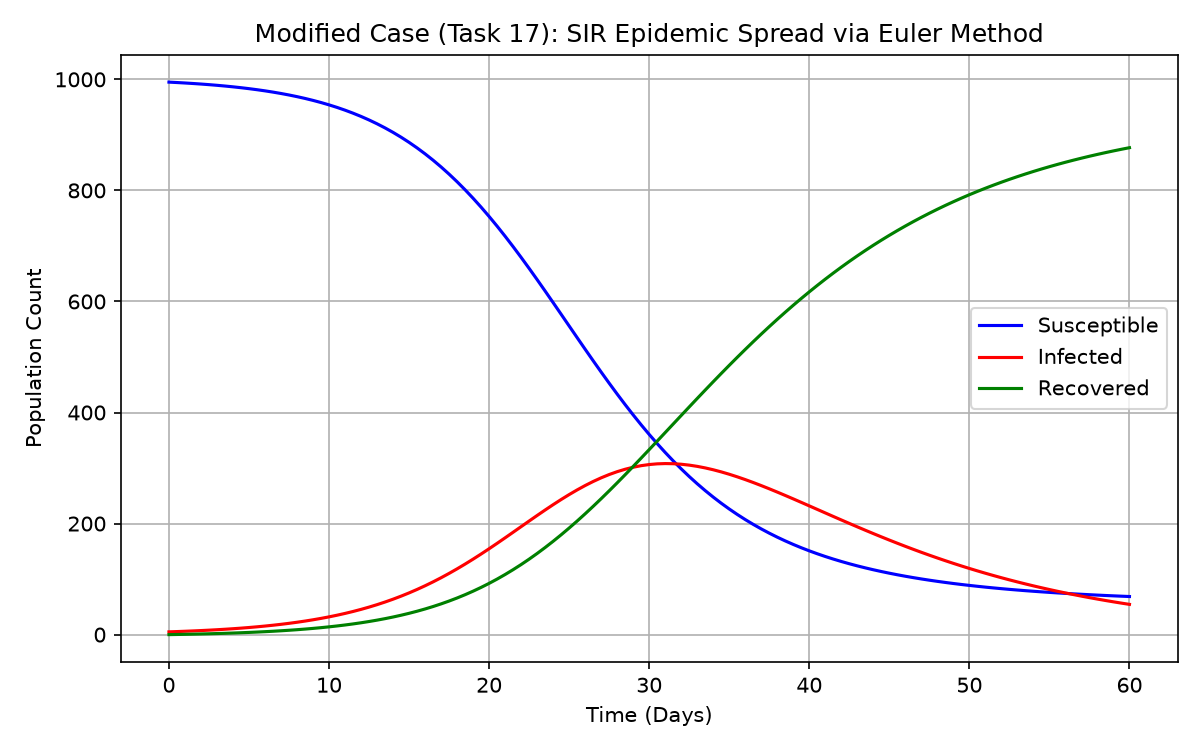 Modified Case (Task 17): SIR Epidemic Spread via Euler Method
Population Count
1000
800
600
400
200
0
Susceptible
Infected
Recovered
0 10 20 30 40 50 60
Time (Days)